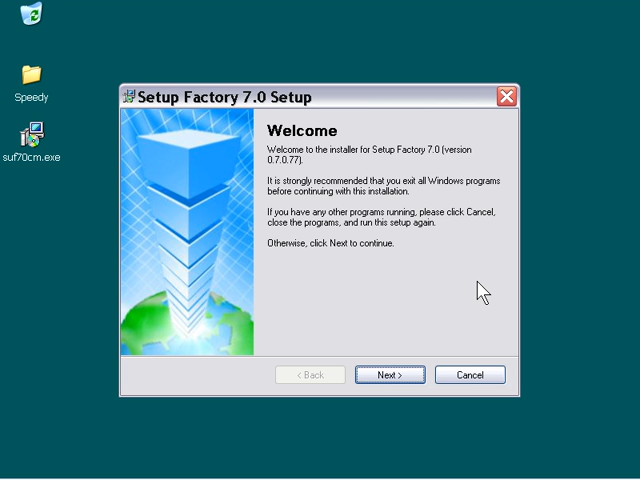 Speedy
suf70cm.exe
Setup Factory 7.0 Setup
Welcome
Welcome to the installer for Setup Factory 7.0 (version
0.7.0.77).
It is strongly recommended that you exit all Windows programs
before continuing with this installation.
If you have any other programs running, please click Cancel,
close the programs, and run this setup again.
Otherwise, click Next to continue.
< Back
Next >
Cancel